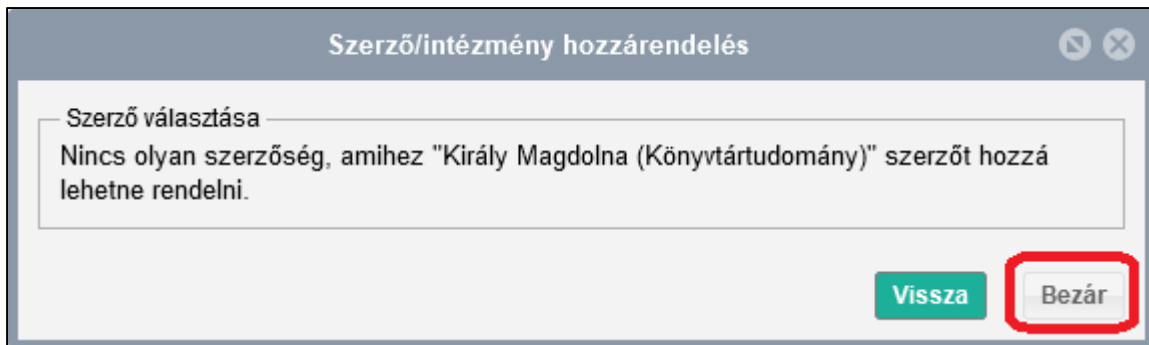 Szerző/intézmény hozzárendelés
Szerző választása
Nincs olyan szerzőség, amihez "Király Magdolna (Könyvtártudomány)" szerzőt hozzá
lehetne rendelni.
Vissza
Bezár